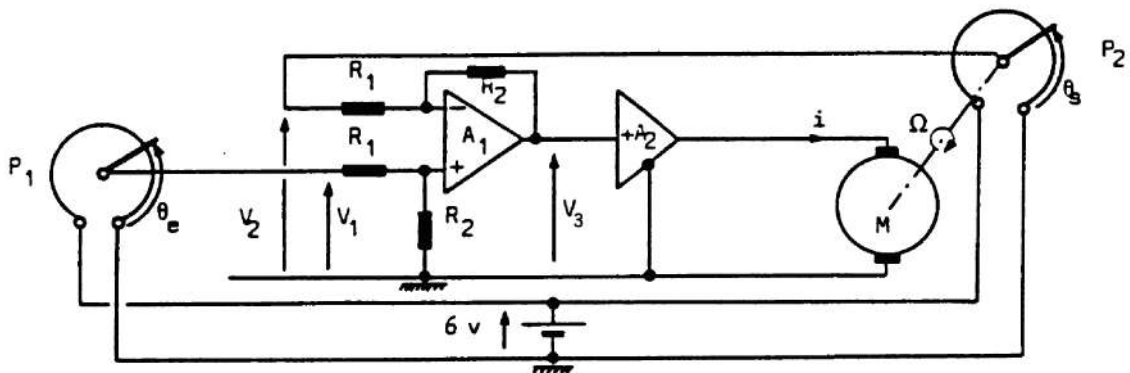 R1
R2
P2
θs
R1
A1
+A2
i
Ω
P1
θe
V2
V1
R2
V3
M
6 v